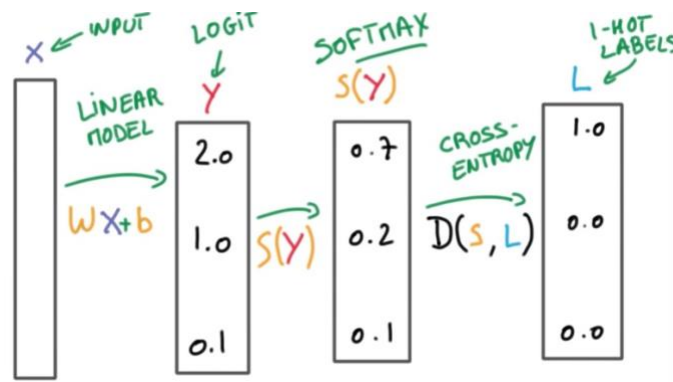 X
INPUT
LINEAR
MODEL
WX+b
LOGIT
Y
2.0
1.0
0.1
S(Y)
SOFTMAX
S(Y)
0.7
0.2
0.1
CROSS-
ENTROPY
D(S,L)
1-HOT
LABELS
L
1.0
0.0
0.0